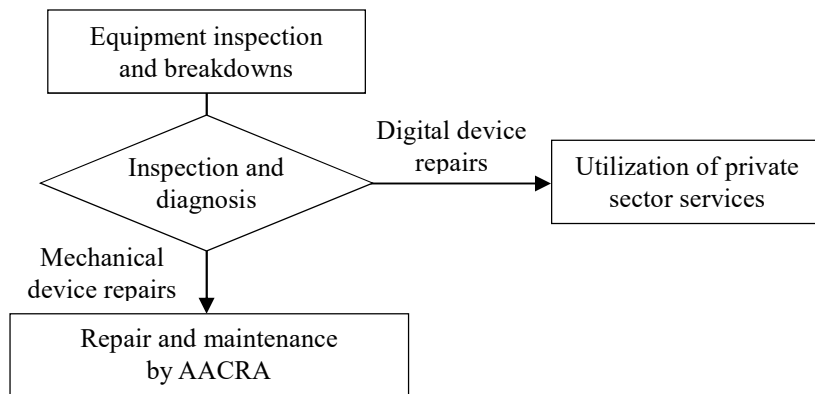 Equipment inspection
and breakdowns
Digital device
repairs
Inspection and
diagnosis
Utilization of private
sector services
Mechanical
device repairs
Repair and maintenance
by AACRA